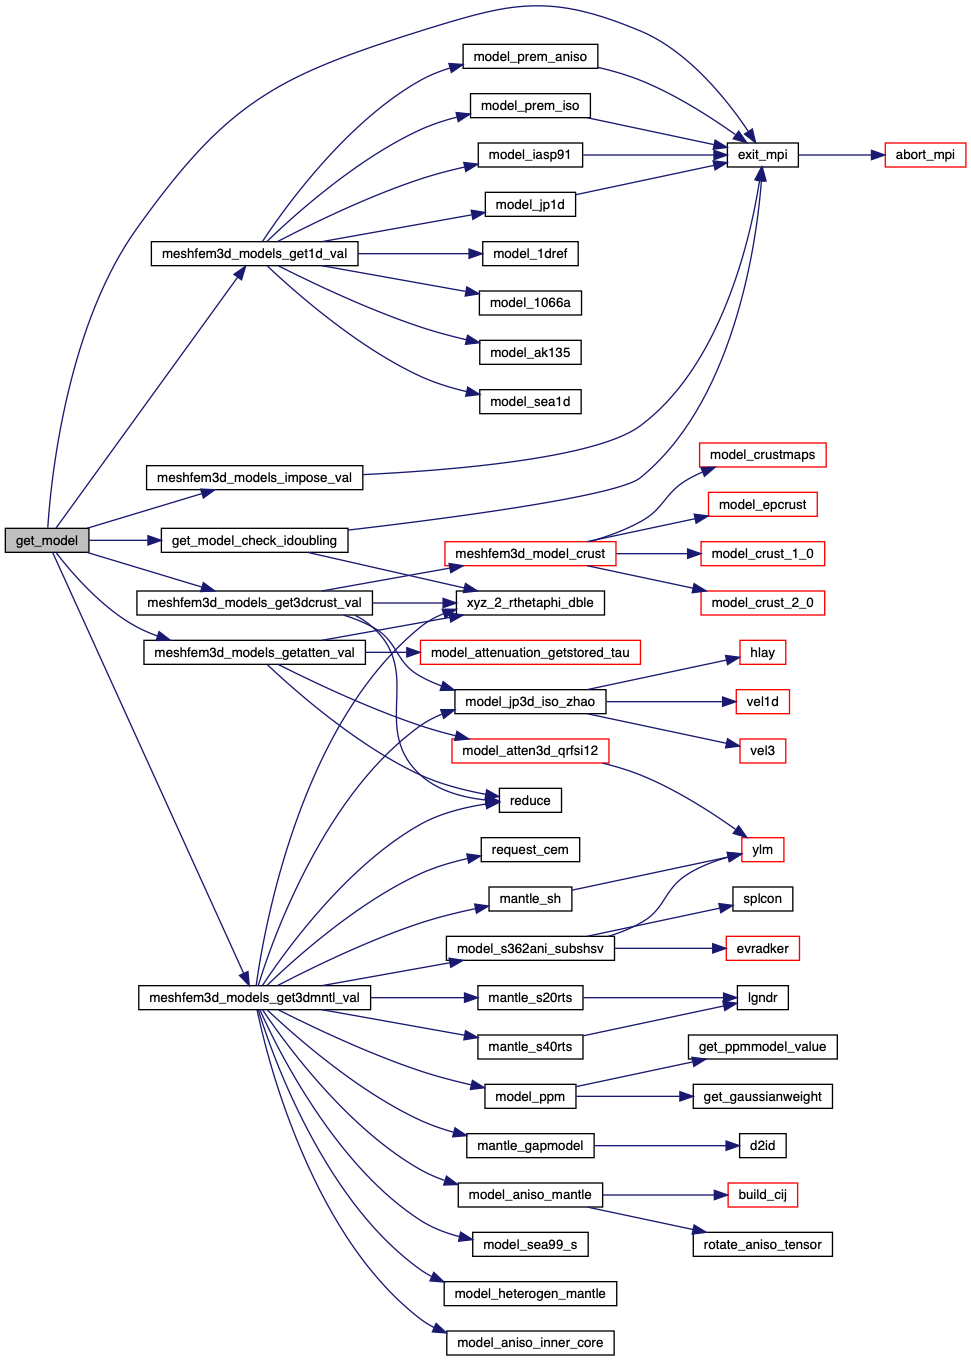 model_prem_aniso
model_prem_iso
model_iasp91
exit_mpi
abort_mpi
model_jp1d
meshfem3d_models_get1d_val
model_1dref
model_1066a
model_ak135
model_sea1d
model_crustmaps
meshfem3d_models_impose_val
model_epcrust
get_model
get_model_check_idoubling
meshfem3d_model_crust
model_crust_1_0
meshfem3d_models_get3dcrust_val
xyz_2_rthetaphi_dble
model_crust_2_0
meshfem3d_models_getatten_val
model_attenuation_getstored_tau
hlay
model_jp3d_iso_zhao
vel1d
model_atten3d_qrfsi12
vel3
reduce
request_cem
ylm
mantle_sh
splcon
model_s362ani_subshsv
evradker
meshfem3d_models_get3dmntl_val
mantle_s20rts
lgndr
mantle_s40rts
get_ppmmodel_value
model_ppm
get_gaussianweight
mantle_gapmodel
d2id
model_aniso_mantle
build_cij
model_sea99_s
rotate_aniso_tensor
model_heterogen_mantle
model_aniso_inner_core